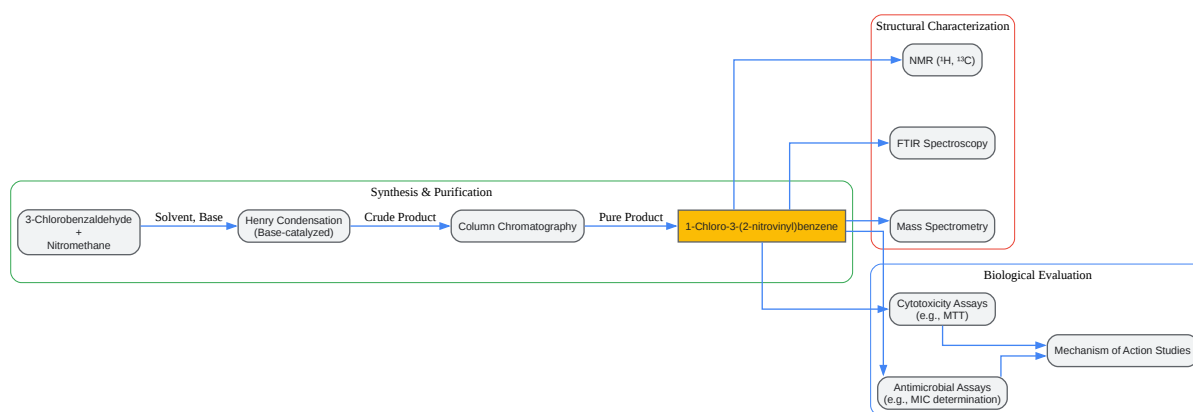 Structural Characterization
NMR (¹H, ¹³C)
FTIR Spectroscopy
Mass Spectrometry
Synthesis & Purification
3-Chlorobenzaldehyde
+
Nitromethane
Solvent, Base
Henry Condensation
(Base-catalyzed)
Crude Product
Column Chromatography
Pure Product
1-Chloro-3-(2-nitrovinyl)benzene
Biological Evaluation
Cytotoxicity Assays
(e.g., MTT)
Mechanism of Action Studies
Antimicrobial Assays
(e.g., MIC determination)